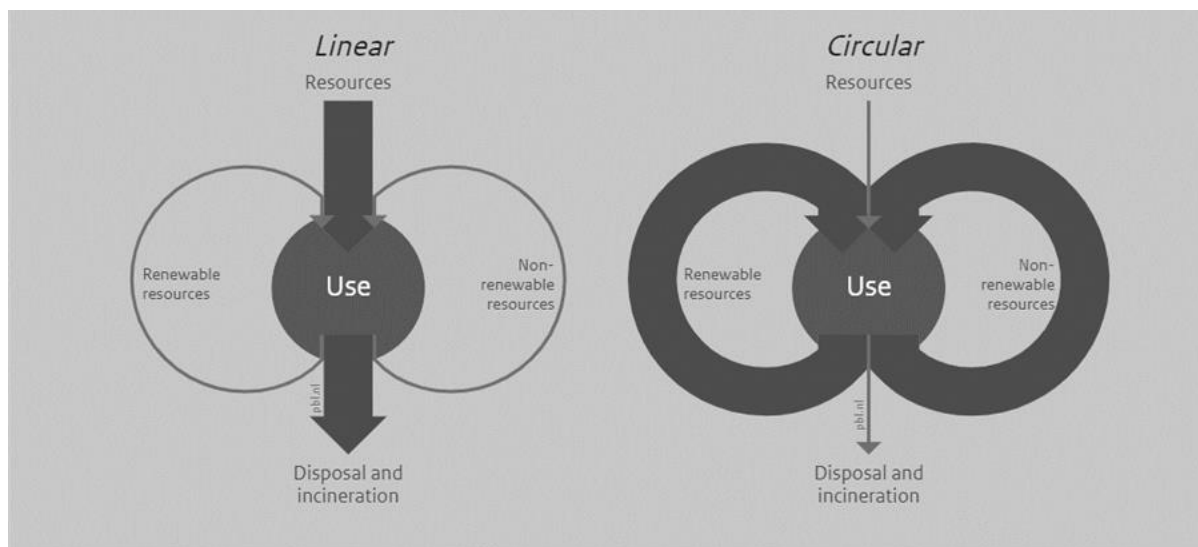 Linear
Resources
Renewable
resources
Use
Non-
renewable
resources
pbl.nl
Disposal and
incineration
Circular
Resources
Renewable
resources
Use
Non-
renewable
resources
pbl.nl
Disposal and
incineration